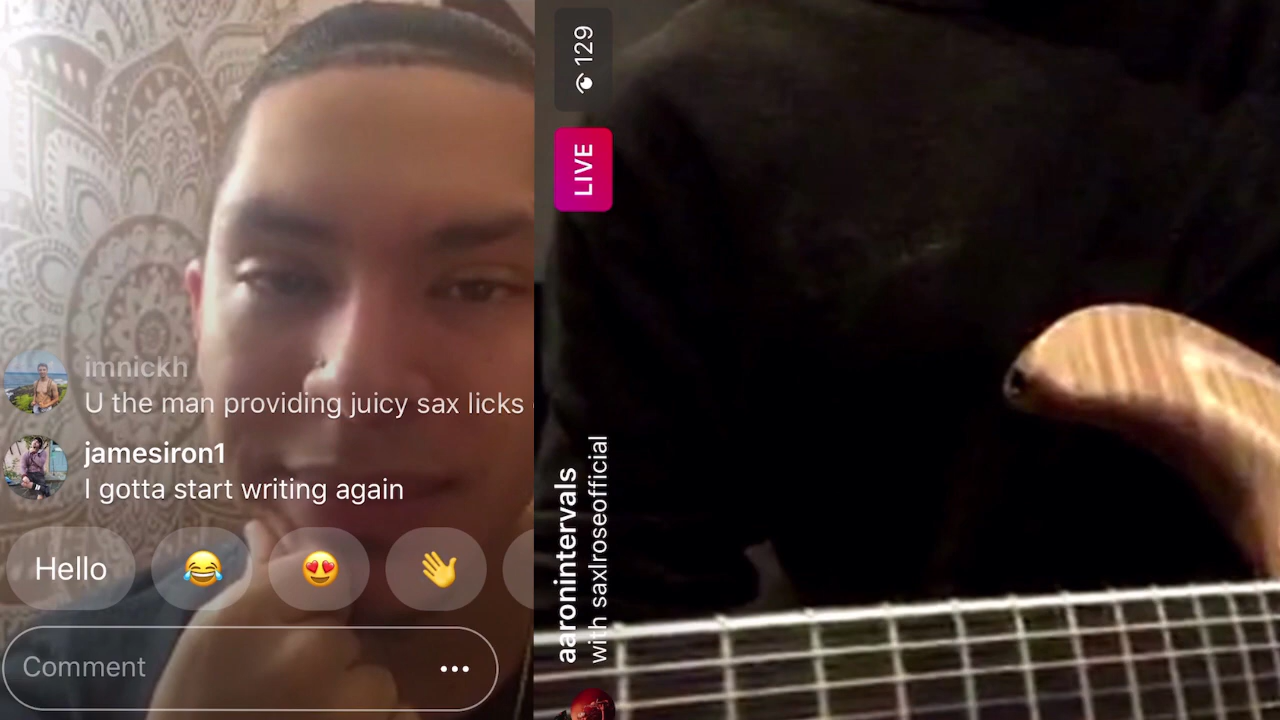 imnickh
U the man providing juicy sax licks
jamesiron1
I gotta start writing again
Hello
Comment
129
LIVE
aaronintervals
with saxlroseofficial